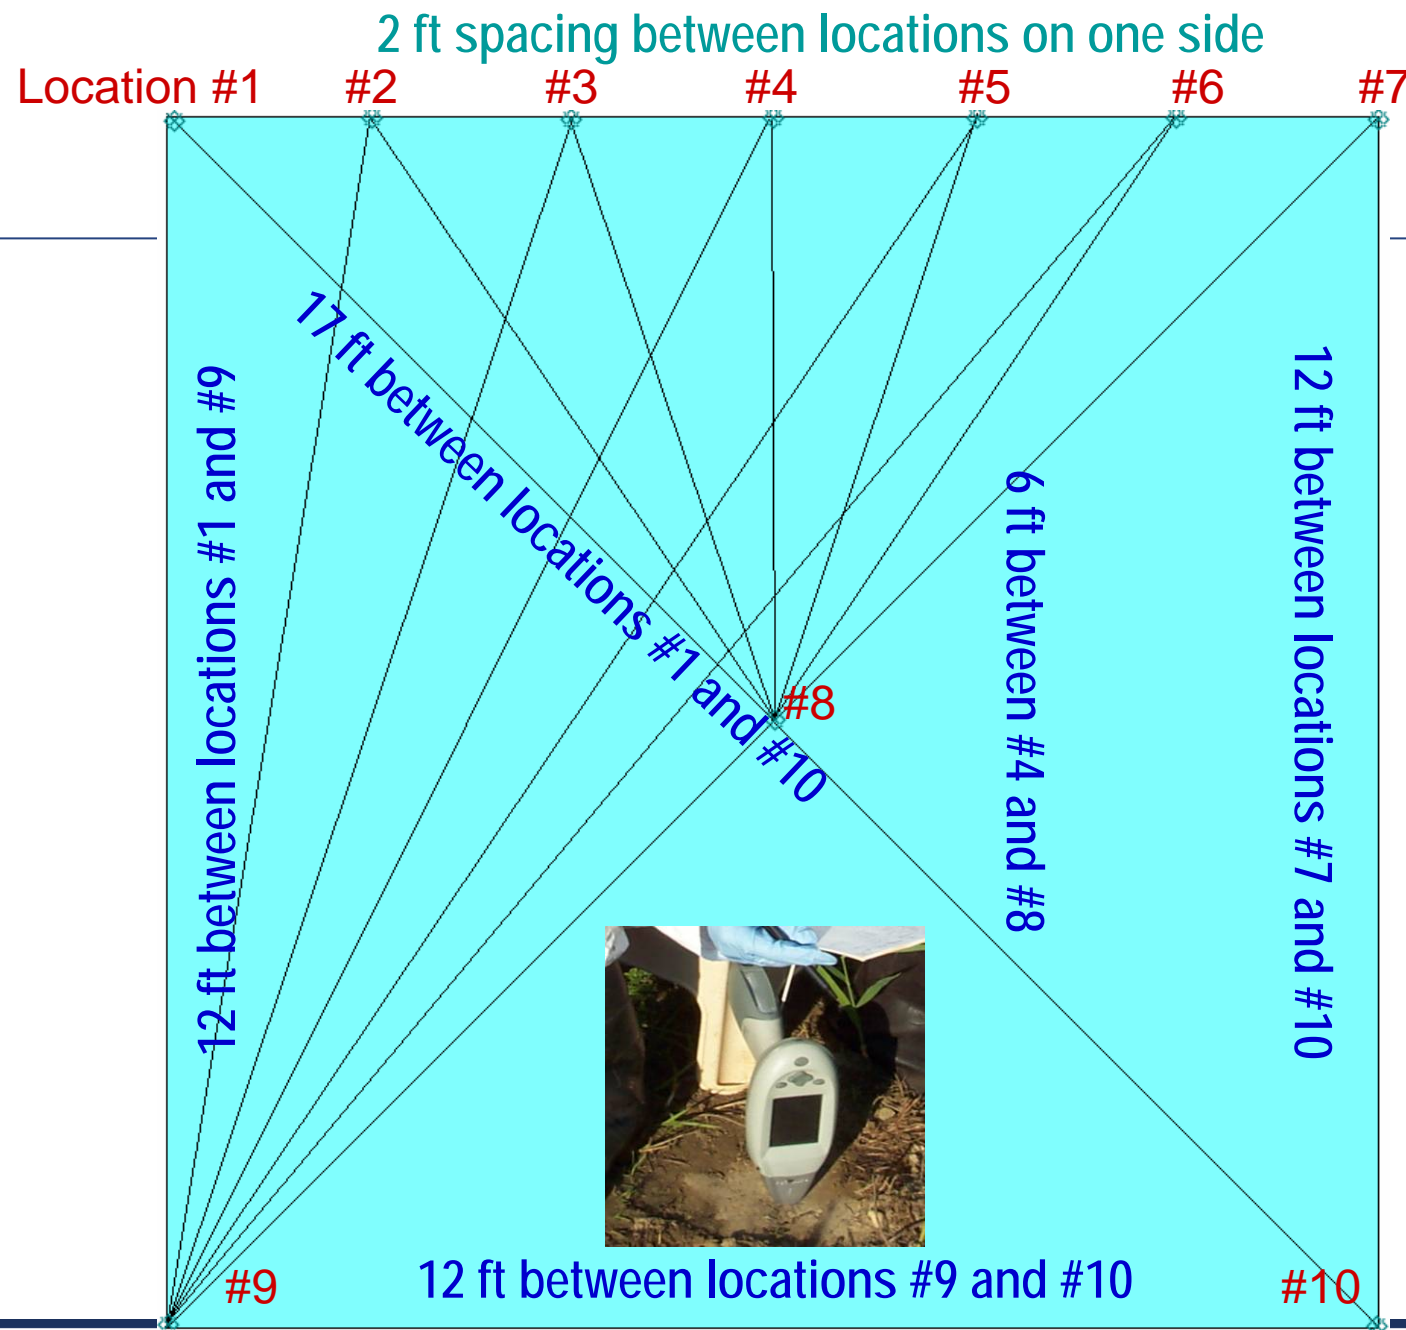 2 ft spacing between locations on one side
Location #1 #2 #3 #4 #5 #6 #7
17 ft between locations #1 and #10
12 ft between locations #1 and #9
6 ft between #4 and #8
12 ft between locations #7 and #10
#8
12 ft between locations #9 and #10
#9
#10